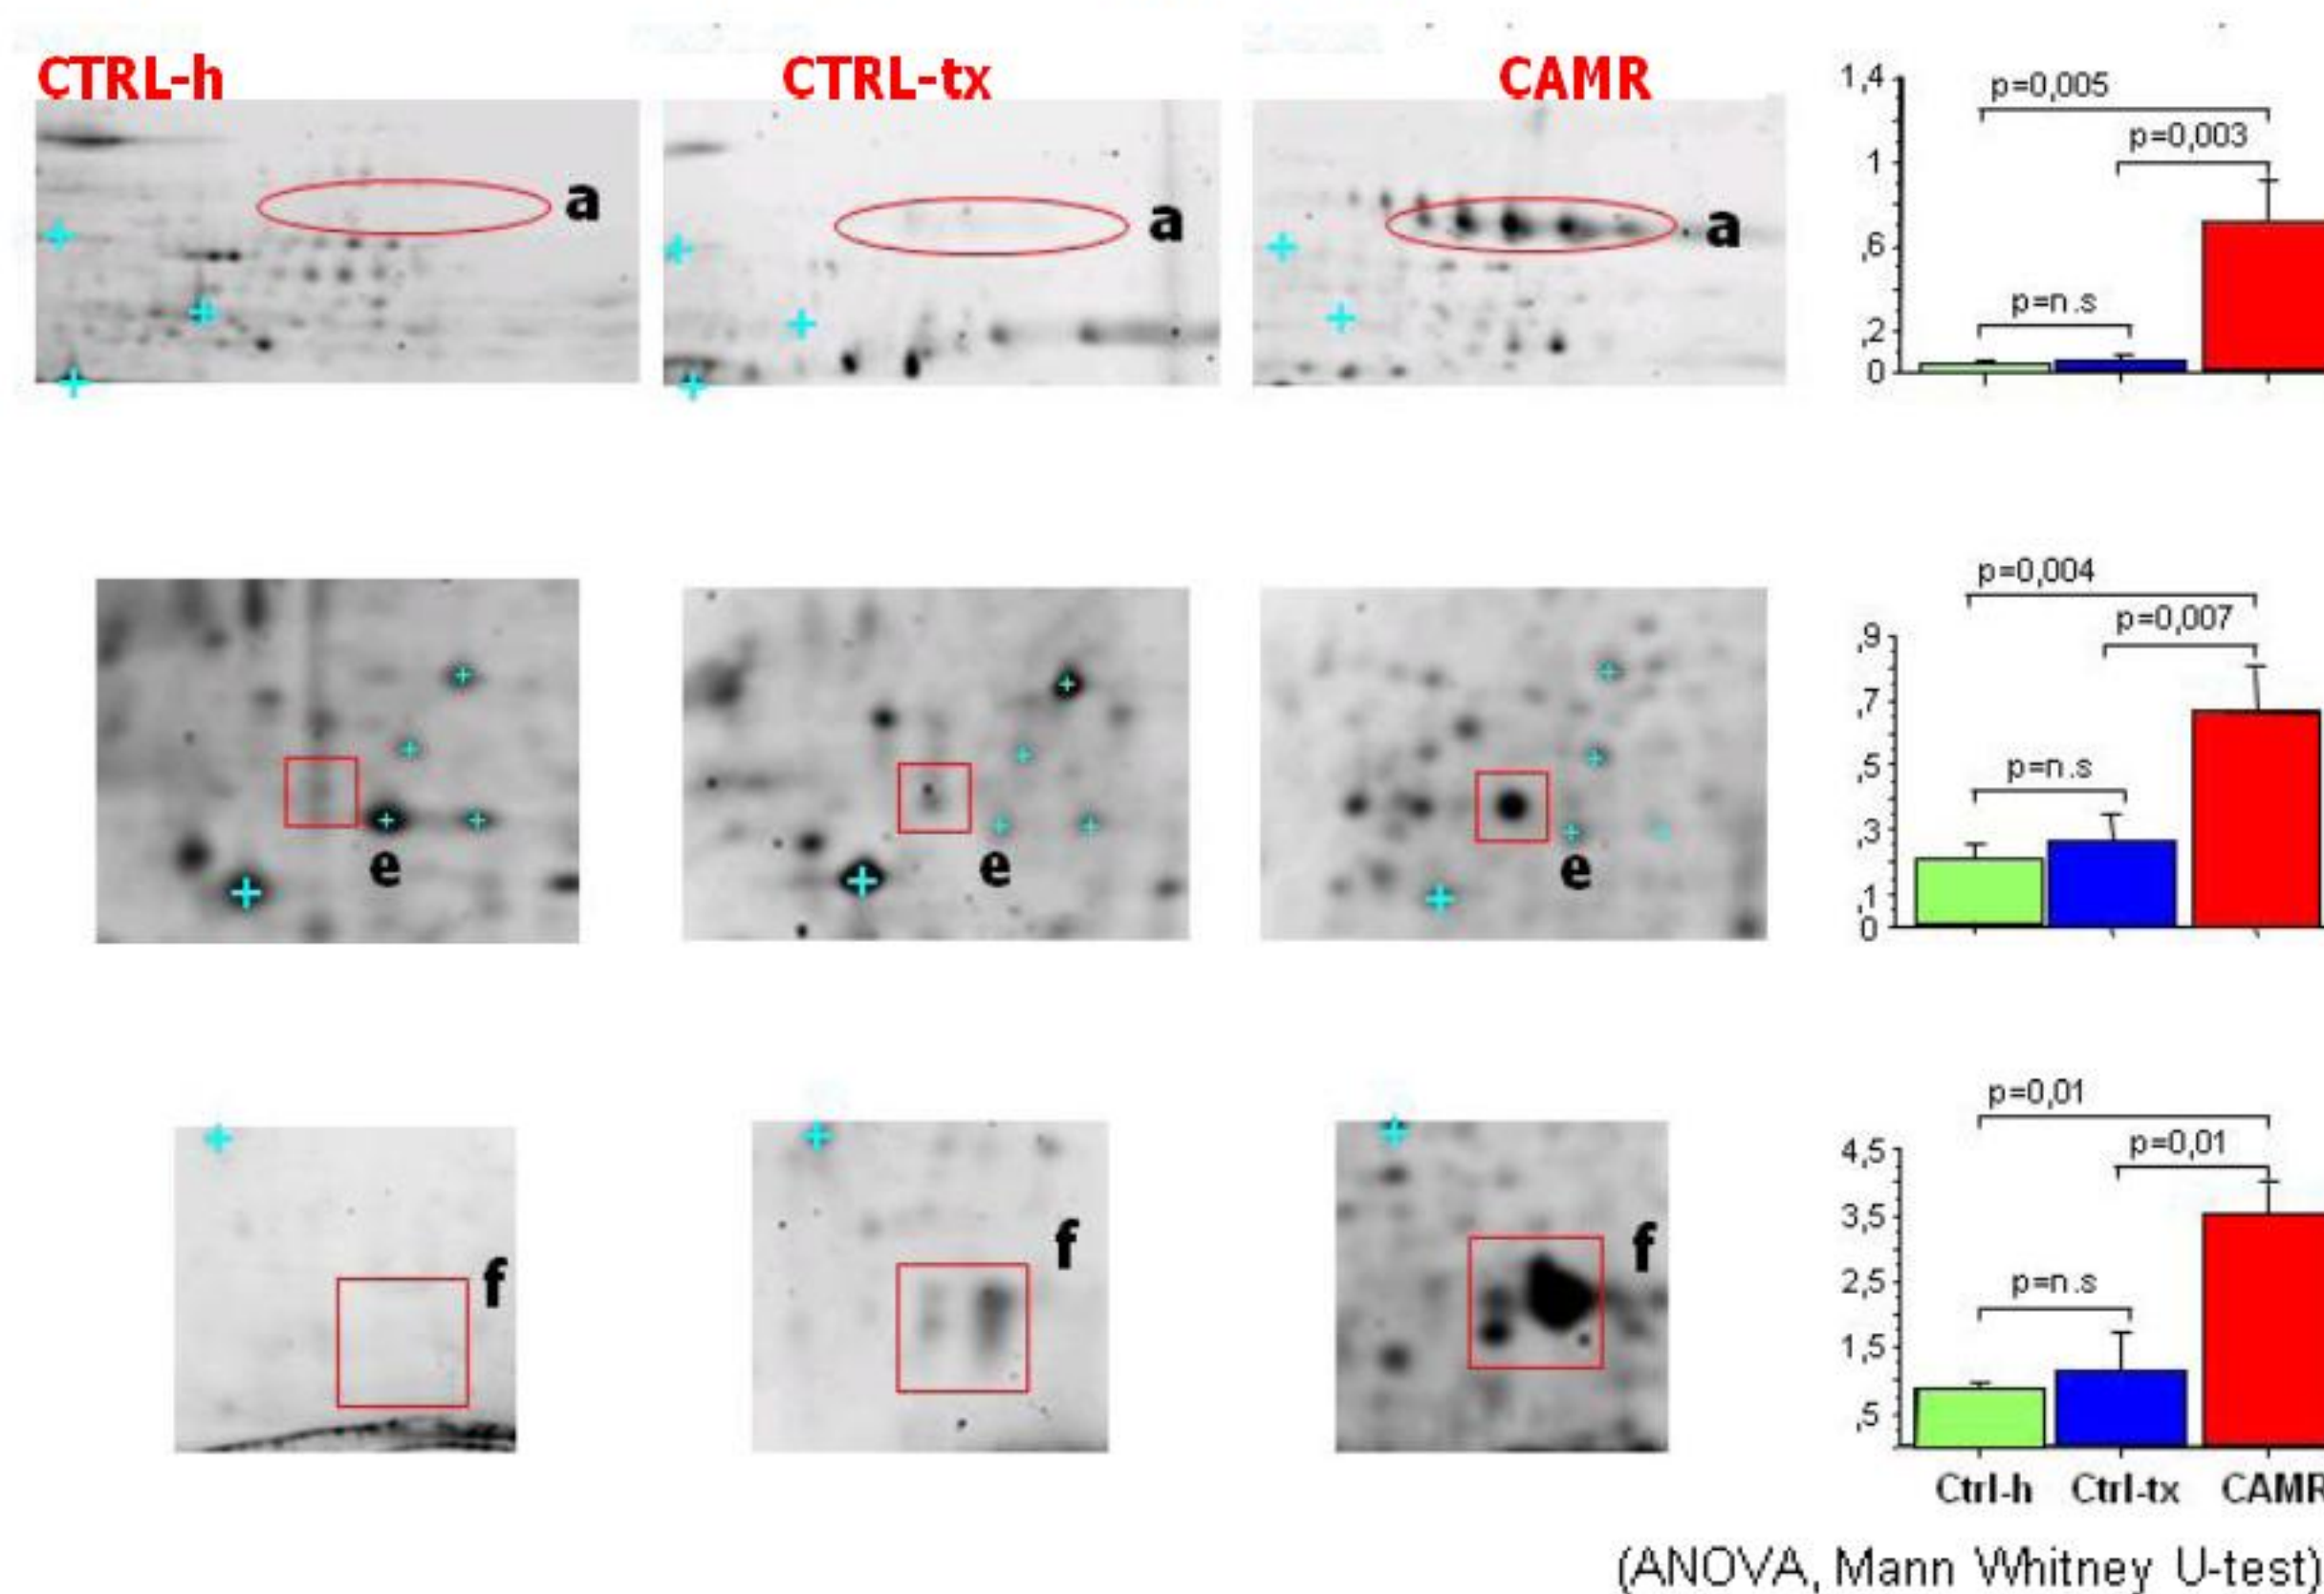 CTRL-h CTRL-tx CAMR
1,4
p=0,005
p=0,003
1
a a a
,6
p=n.s
,2
0
p=0,004
p=0,007
,9
,7
p=n.s
,5
,3
e e e
,1
0
p=0,01
p=0,01
4,5
3,5
f f f
p=n.s
2,5
1,5
,5
Ctrl-h Ctrl-tx CAMR
(ANOVA, Mann Whitney U-test)